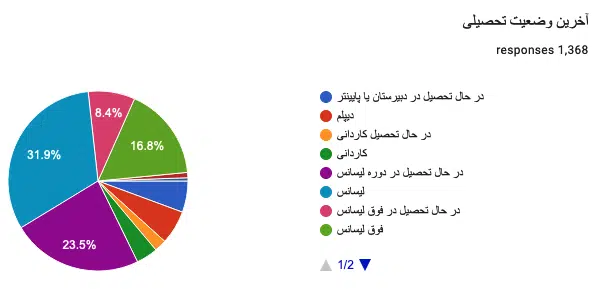 آخرین وضعیت تحصیلی
1,368 responses
در حال تحصیل در دبیرستان یا پایینتر
دیپلم
در حال تحصیل کاردانی
کاردانی
در حال تحصیل در دوره لیسانس
لیسانس
در حال تحصیل در فوق لیسانس
فوق لیسانس
1/2
8.4%
16.8%
31.9%
23.5%